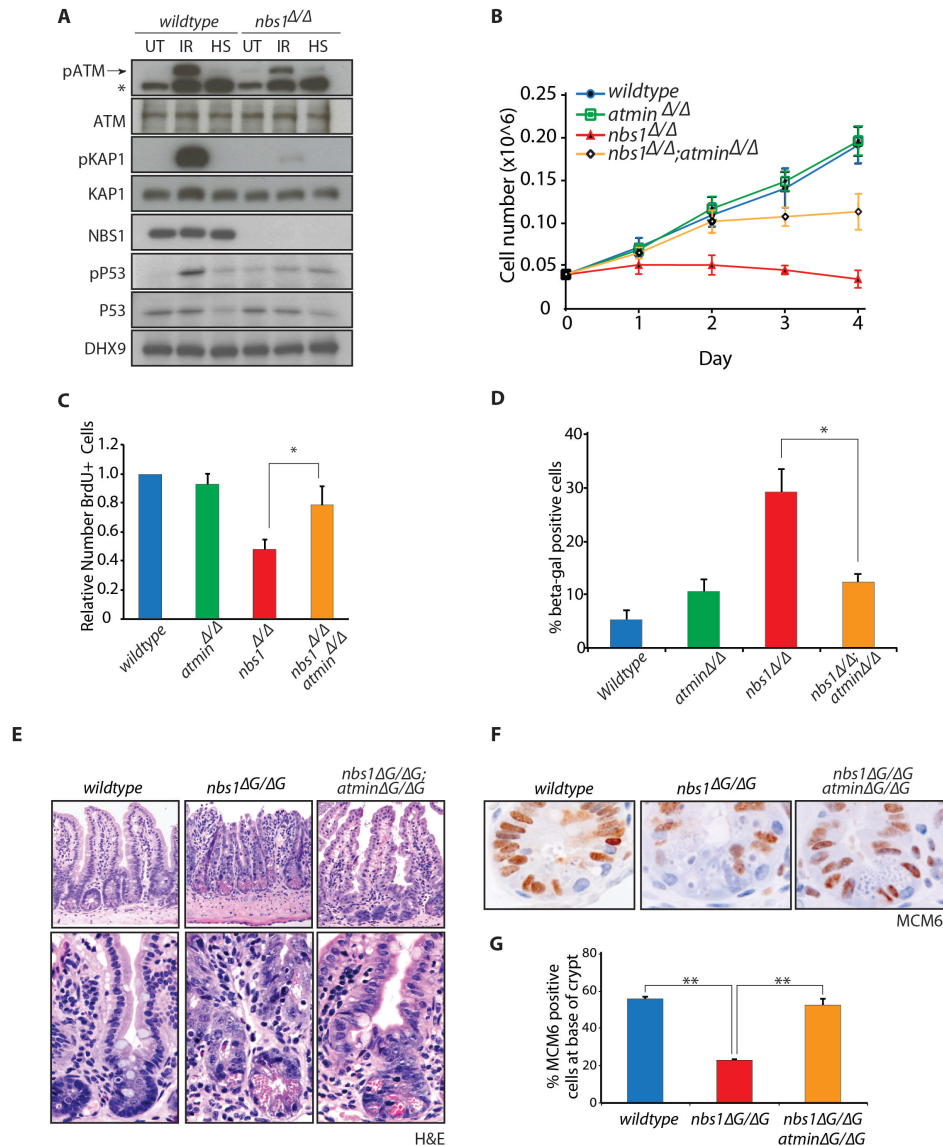 A
wildtype nbs1Δ/Δ
UT IR HS UT IR HS
pATM
*
ATM
pKAP1
KAP1
NBS1
pP53
P53
DHX9
B
0.25
0.20
0.15
0.10
0.05
0
Cell number (x10^6)
wildtype
atmin Δ/Δ
nbs1Δ/Δ
nbs1Δ/Δ;atminΔ/Δ
0 1 2 3 4
Day
C
Relative Number BrdU+ Cells
1.2
1.0
0.8
0.6
0.4
0.2
0
*
wildtype
atmin Δ/Δ
nbs1 Δ/Δ
nbs1 Δ/Δ
atmin Δ/Δ
D
% beta-gal positive cells
40
30
20
10
0
*
Wildtype
atminΔ/Δ
nbs1Δ/Δ
nbs1Δ/Δ;
atminΔ/Δ
E
wildtype
nbs1ΔG/ΔG
nbs1ΔG/ΔG;
atminΔG/ΔG
H&E
F
wildtype
nbs1ΔG/ΔG
nbs1ΔG/ΔG
atminΔG/ΔG
MCM6
G
% MCM6 positive
cells at base of crypt
80
60
40
20
0
** **
wildtype
nbs1ΔG/ΔG
nbs1ΔG/ΔG
atminΔG/ΔG